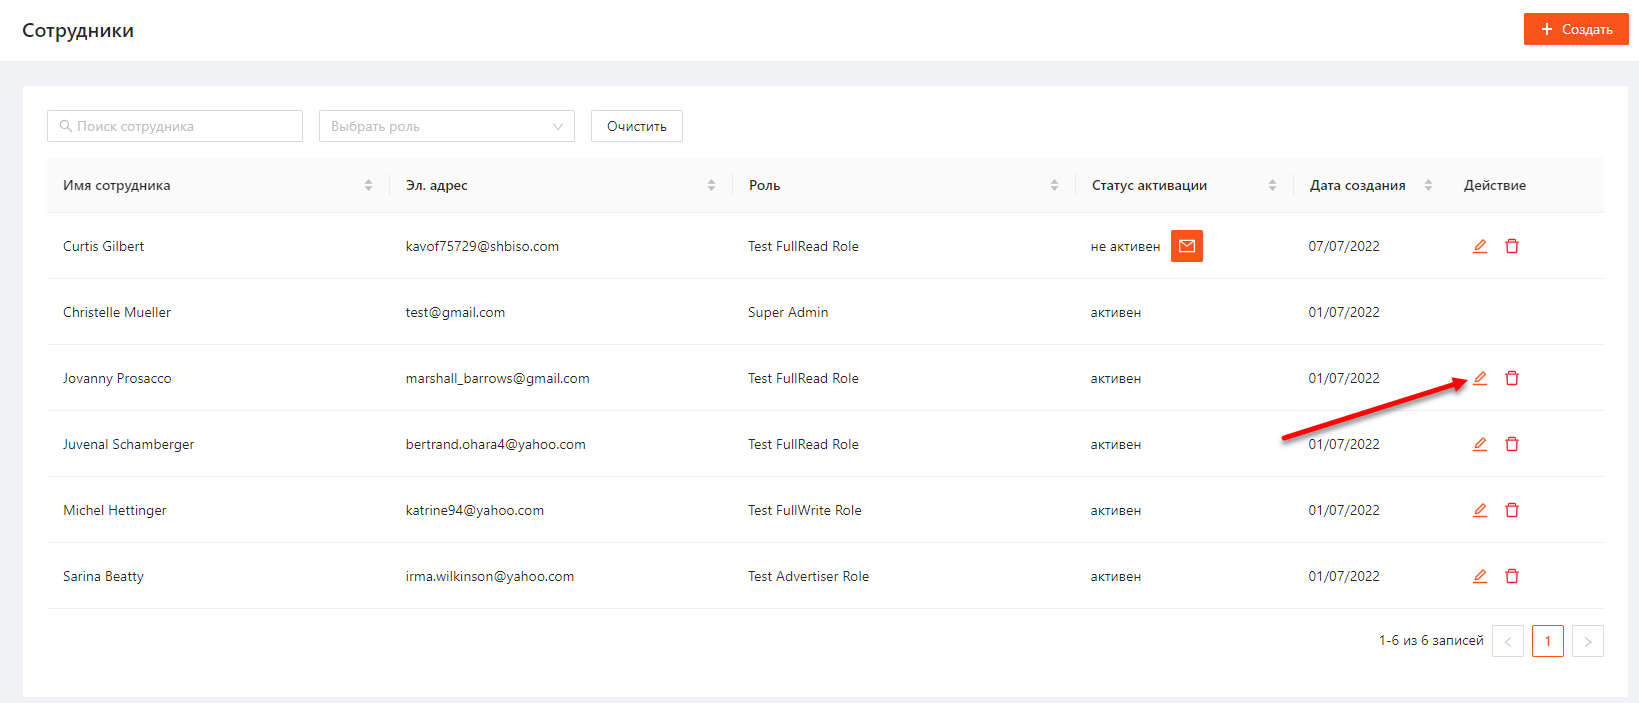 Сотрудники
Создать
Поиск сотрудника Выбрать роль Очистить
Имя сотрудника Эл. адрес Роль Статус активации Дата создания Действие
Curtis Gilbert kavof75729@shbiso.com Test FullRead Role не активен 07/07/2022
Christelle Mueller test@gmail.com Super Admin активен 01/07/2022
Jovanny Prosacco marshall_barrows@gmail.com Test FullRead Role активен 01/07/2022
Juvenal Schamberger bertrand.ohara4@yahoo.com Test FullRead Role активен 01/07/2022
Michel Hettinger katrine94@yahoo.com Test FullWrite Role активен 01/07/2022
Sarina Beatty irma.wilkinson@yahoo.com Test Advertiser Role активен 01/07/2022
1-6 из 6 записей < 1 >